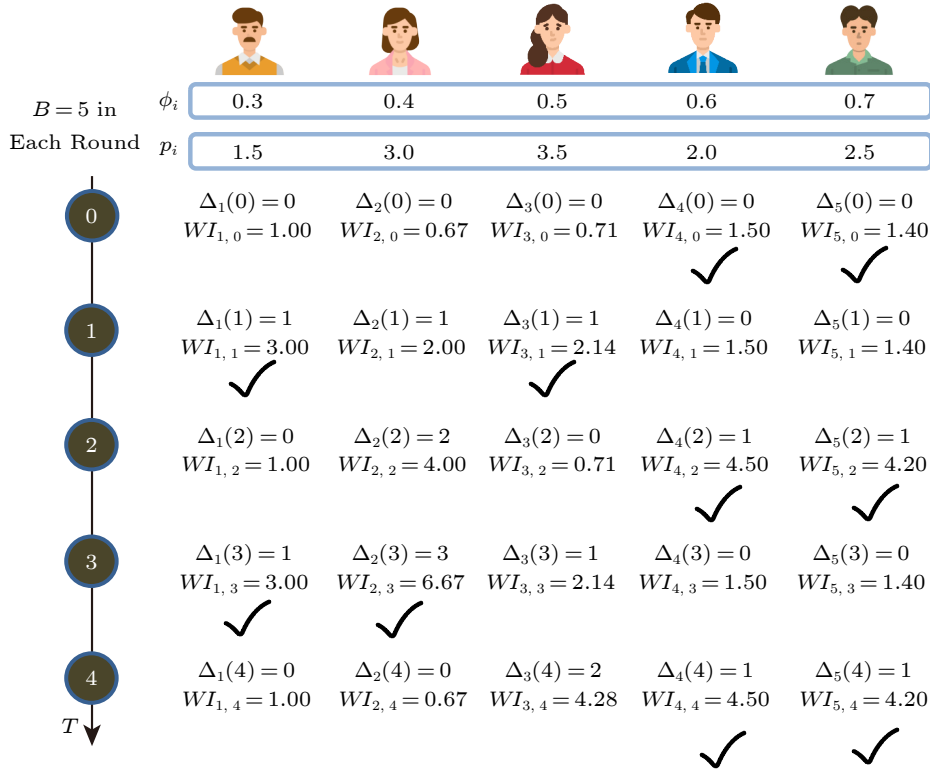 B = 5 in
Each Round
ϕ_i 0.3 0.4 0.5 0.6 0.7
p_i 1.5 3.0 3.5 2.0 2.5
0 Δ_1(0) = 0 Δ_2(0) = 0 Δ_3(0) = 0 Δ_4(0) = 0 Δ_5(0) = 0
WI_{1, 0} = 1.00 WI_{2, 0} = 0.67 WI_{3, 0} = 0.71 WI_{4, 0} = 1.50 WI_{5, 0} = 1.40
1 Δ_1(1) = 1 Δ_2(1) = 1 Δ_3(1) = 1 Δ_4(1) = 0 Δ_5(1) = 0
WI_{1, 1} = 3.00 WI_{2, 1} = 2.00 WI_{3, 1} = 2.14 WI_{4, 1} = 1.50 WI_{5, 1} = 1.40
2 Δ_1(2) = 0 Δ_2(2) = 2 Δ_3(2) = 0 Δ_4(2) = 1 Δ_5(2) = 1
WI_{1, 2} = 1.00 WI_{2, 2} = 4.00 WI_{3, 2} = 0.71 WI_{4, 2} = 4.50 WI_{5, 2} = 4.20
3 Δ_1(3) = 1 Δ_2(3) = 3 Δ_3(3) = 1 Δ_4(3) = 0 Δ_5(3) = 0
WI_{1, 3} = 3.00 WI_{2, 3} = 6.67 WI_{3, 3} = 2.14 WI_{4, 3} = 1.50 WI_{5, 3} = 1.40
4 Δ_1(4) = 0 Δ_2(4) = 0 Δ_3(4) = 2 Δ_4(4) = 1 Δ_5(4) = 1
WI_{1, 4} = 1.00 WI_{2, 4} = 0.67 WI_{3, 4} = 4.28 WI_{4, 4} = 4.50 WI_{5, 4} = 4.20
T